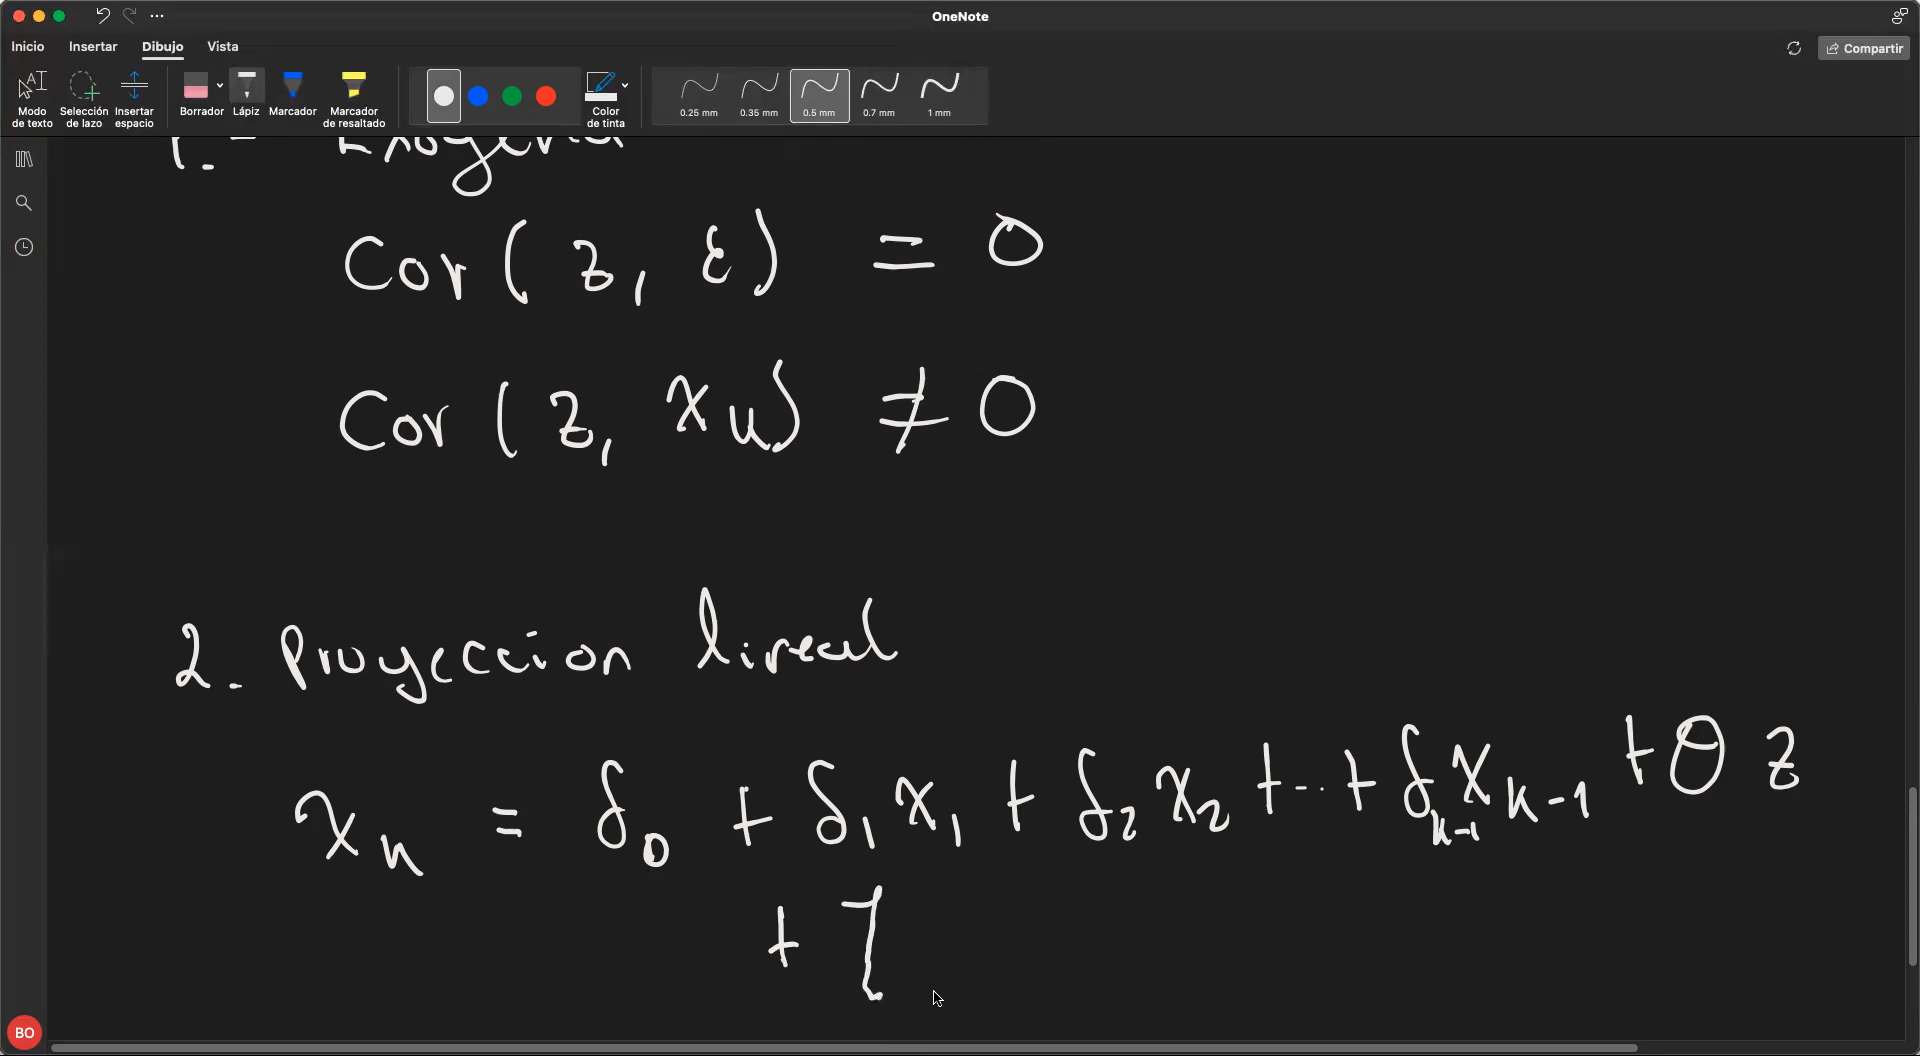 OneNote
Inicio Insertar Dibujo Vista
Compartir
Modo de texto
Selección de lazo
Insertar espacio
Borrador
Lápiz
Marcador
Marcador de resaltado
Color de tinta
0.25 mm
0.35 mm
0.5 mm
0.7 mm
1 mm
1.-
Cor ( z, ε) = 0
Cor ( z, xₖ) ≠ 0
2. Proyeccion lineal
xₖ = δ₀ + δ₁x₁ + δ₂x₂ + ... + δₖ₋₁xₖ₋₁ + θ z
+
BO